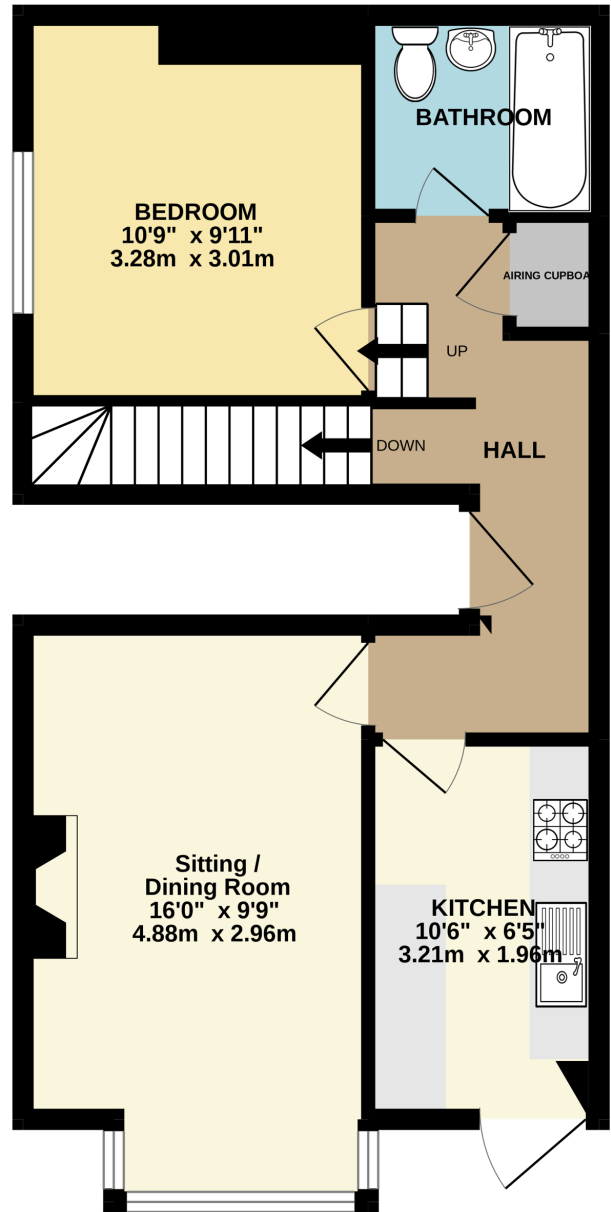 BATHROOM
BEDROOM
10'9" x 9'11"
3.28m x 3.01m
AIRING CUPBOA
UP
DOWN
HALL
Sitting /
Dining Room
16'0" x 9'9"
4.88m x 2.96m
KITCHEN
10'6" x 6'5"
3.21m x 1.96m